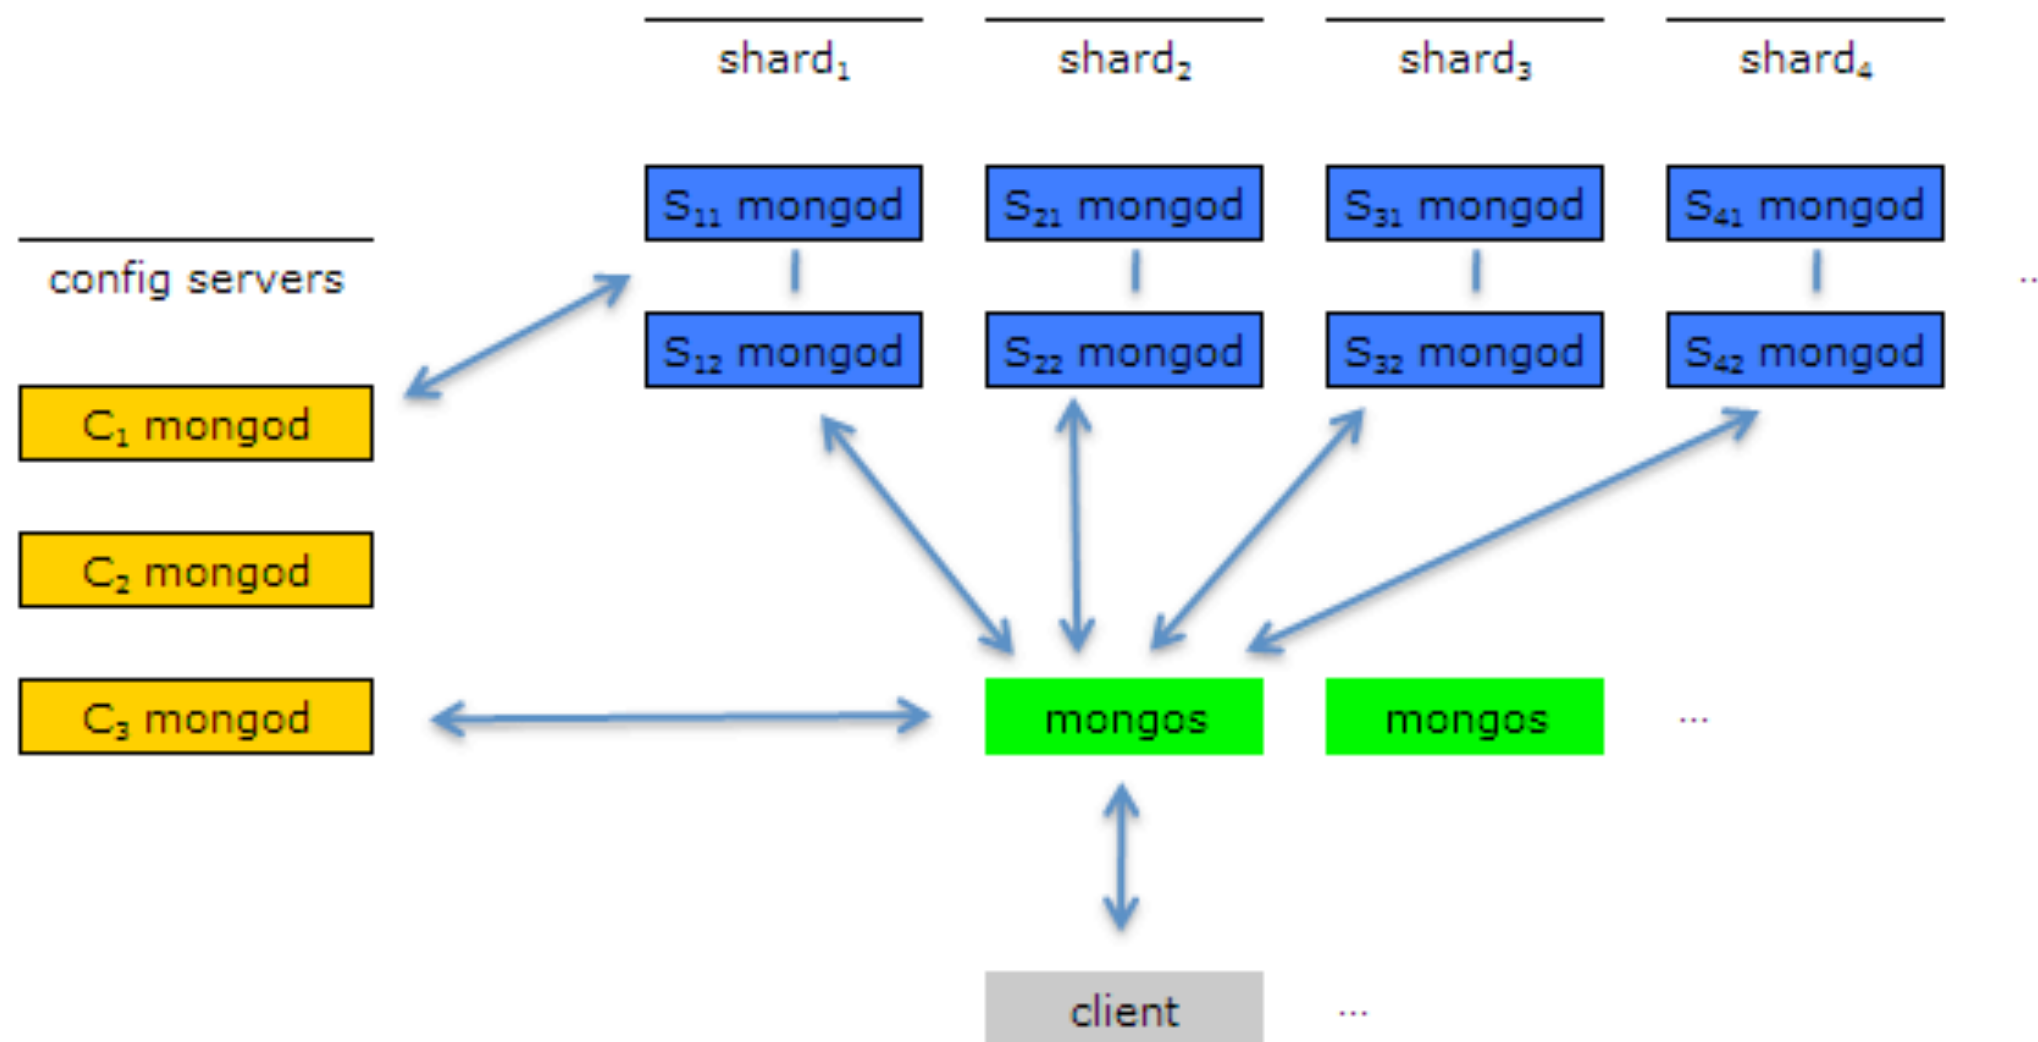 shard₁ shard₂ shard₃ shard₄
S₁₁ mongod S₂₁ mongod S₃₁ mongod S₄₁ mongod
config servers ..
S₁₂ mongod S₂₂ mongod S₃₂ mongod S₄₂ mongod
C₁ mongod
C₂ mongod
C₃ mongod mongos mongos ...
client ...